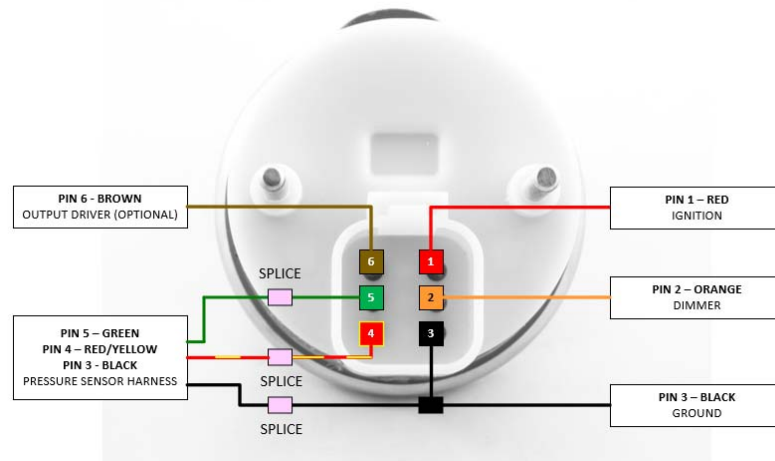 PIN 6 - BROWN
OUTPUT DRIVER (OPTIONAL)
PIN 1 – RED
IGNITION
6
1
SPLICE
5
2
PIN 2 – ORANGE
DIMMER
PIN 5 – GREEN
PIN 4 – RED/YELLOW
PIN 3 - BLACK
PRESSURE SENSOR HARNESS
4
3
SPLICE
SPLICE
PIN 3 – BLACK
GROUND